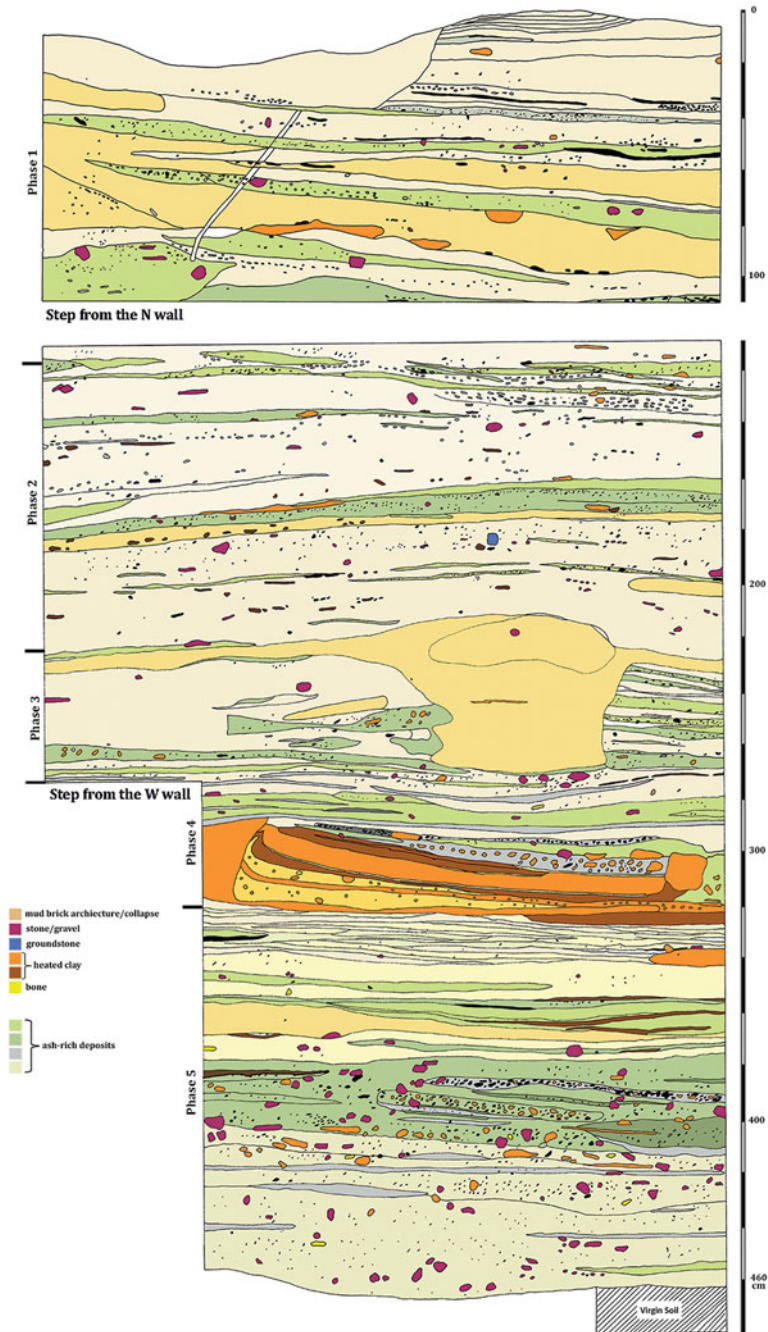 0
Phase 1
100
Step from the N wall
Phase 2
200
Phase 3
Step from the W wall
Phase 4
300
mud brick archiecture/collapse
stone/gravel
groundstone
heated clay
bone
ash-rich deposits
Phase 5
400
460
cm
Virgin Soil